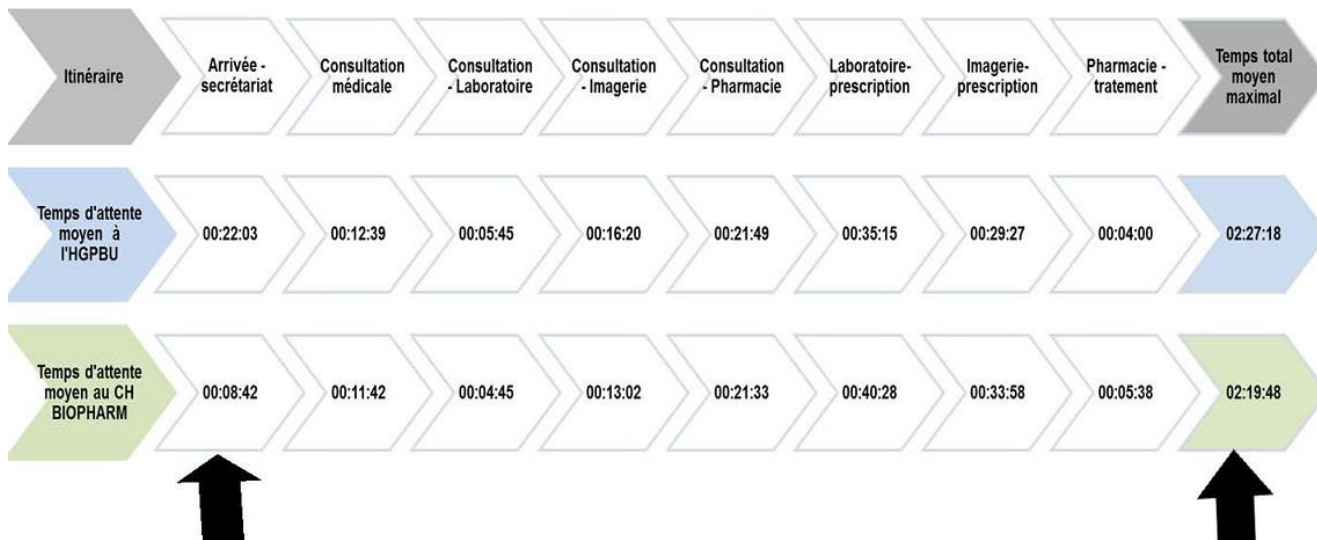 Itinéraire
Arrivée -
secrétariat
Consultation
médicale
Consultation
- Laboratoire
Consultation
- Imagerie
Consultation
- Pharmacie
Laboratoire-
prescription
Imagerie-
prescription
Pharmacie -
tratement
Temps total
moyen
maximal
Temps d'attente
moyen à
l'HGPBU
00:22:03
00:12:39
00:05:45
00:16:20
00:21:49
00:35:15
00:29:27
00:04:00
02:27:18
Temps d'attente
moyen au CH
BIOPHARM
00:08:42
00:11:42
00:04:45
00:13:02
00:21:33
00:40:28
00:33:58
00:05:38
02:19:48